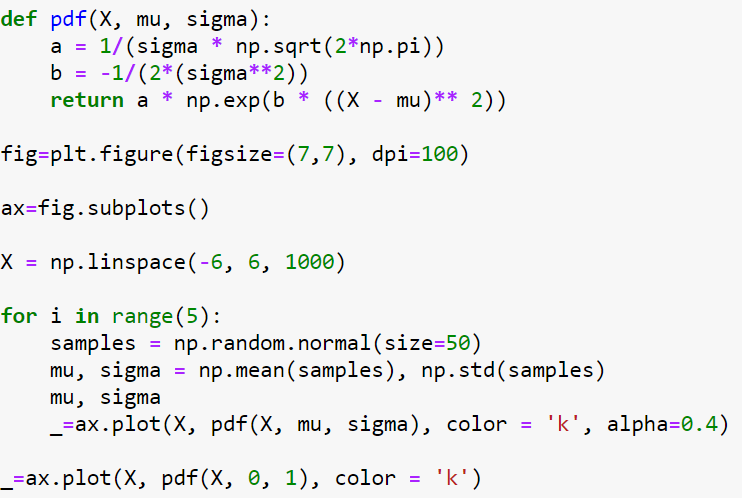 def pdf(X, mu, sigma):
    a = 1/(sigma * np.sqrt(2*np.pi))
    b = -1/(2*(sigma**2))
    return a * np.exp(b * ((X - mu)** 2))
fig=plt.figure(figsize=(7,7), dpi=100)
ax=fig.subplots()
X = np.linspace(-6, 6, 1000)
for i in range(5):
    samples = np.random.normal(size=50)
    mu, sigma = np.mean(samples), np.std(samples)
    mu, sigma
    _=ax.plot(X, pdf(X, mu, sigma), color = 'k', alpha=0.4)
_=ax.plot(X, pdf(X, 0, 1), color = 'k')